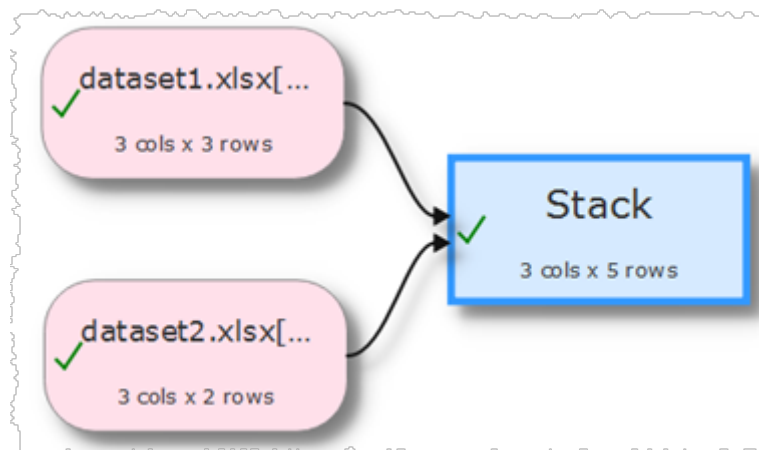 dataset1.xlsx[...
3 cols x 3 rows
Stack
3 cols x 5 rows
dataset2.xlsx[...
3 cols x 2 rows